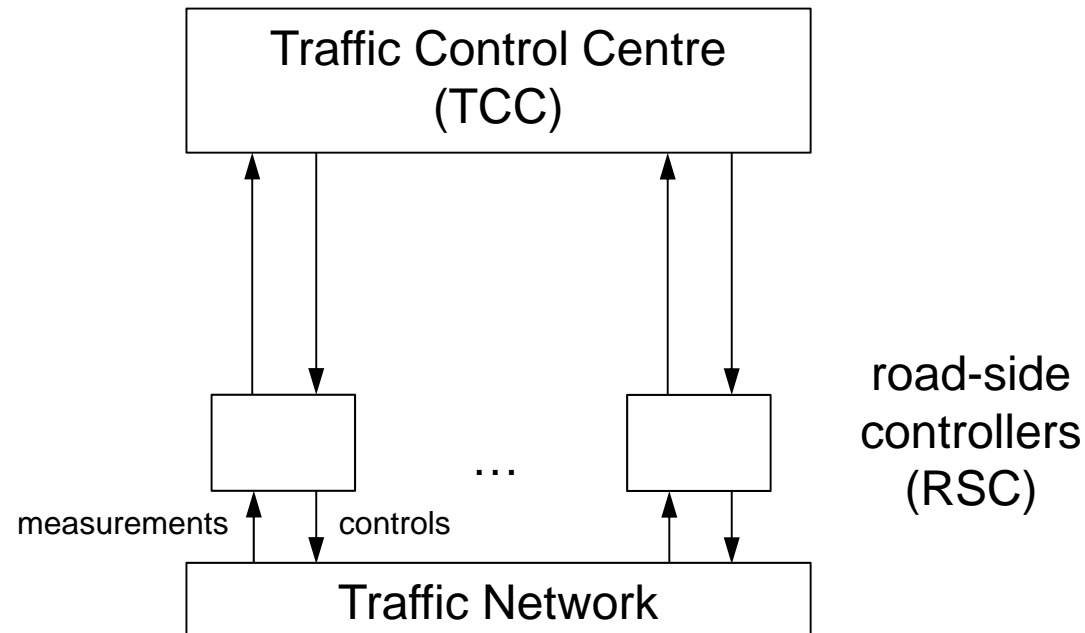 Traffic Control Centre
(TCC)
road-side
controllers
(RSC)
...
measurements
controls
Traffic Network